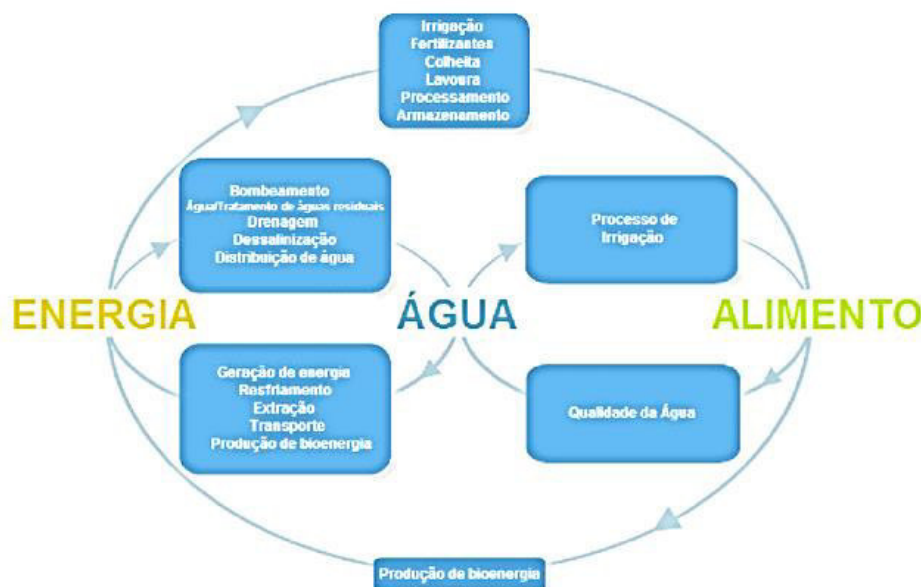 Irrigação
Fertilizantes
Colheita
Lavoura
Processamento
Armazenamento
Bombeamento
Água/Tratamento de águas residuais
Drenagem
Dessalinização
Distribuição de água
Processo de
Irrigação
ENERGIA
ÁGUA
ALIMENTO
Geração de energia
Resfriamento
Extração
Transporte
Produção de bioenergia
Qualidade da Água
Produção de bioenergia